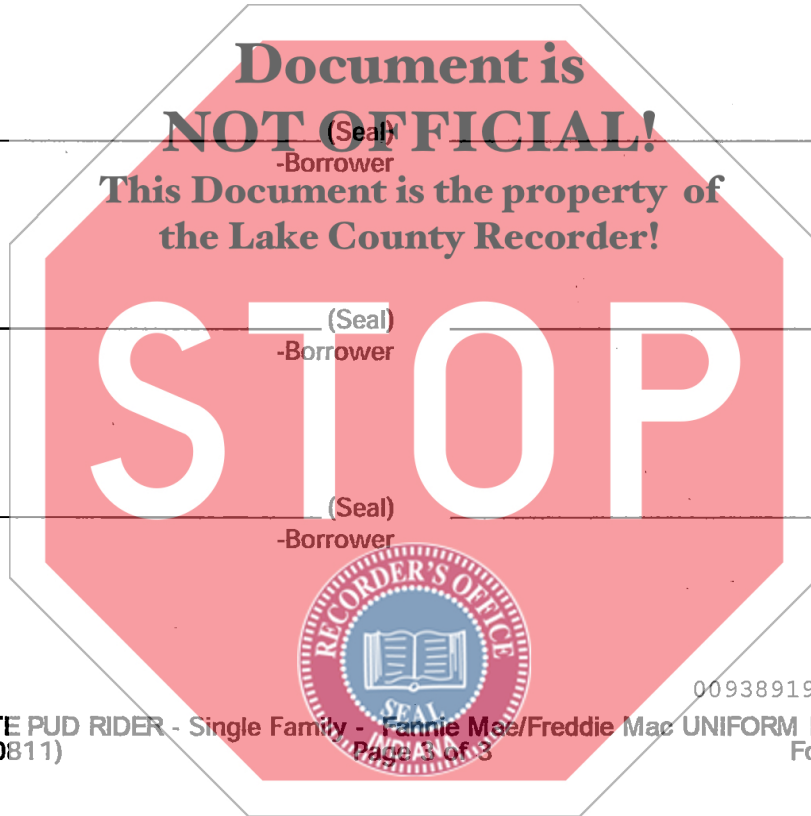 Document is
NOT OFFICIAL!
(Seal)
-Borrower
This Document is the property of
the Lake County Recorder!
STOP
(Seal)
-Borrower
(Seal)
-Borrower
RECORDER'S OFFICE
SEAL
INDIANA
00938919
E PUD RIDER - Single Family - Fannie Mae/Freddie Mac UNIFORM
0811)
Page 3 of 3
Fo